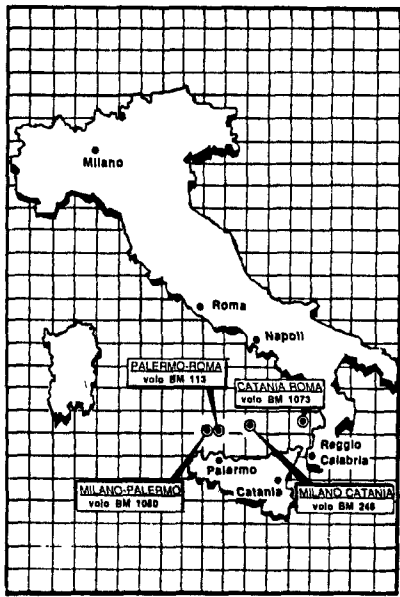 Milano
Roma
Napoli
PALERMO-ROMA
volo BM 113
CATANIA ROMA
volo BM 1073
Reggio
Calabria
Palermo
Catania
MILANO-PALERMO
volo BM 1080
MILANO CATANIA
volo BM 246